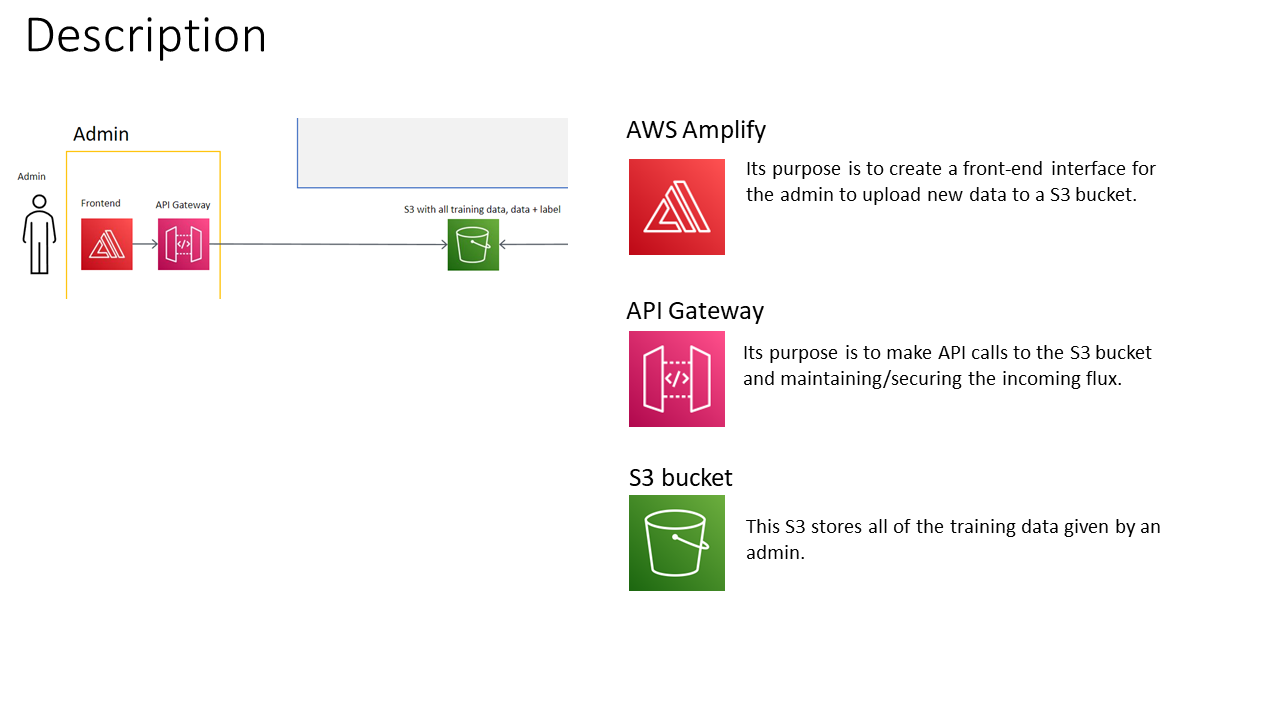 Description
Admin
Admin
Frontend
API Gateway
S3 with all training data, data + label
AWS Amplify
Its purpose is to create a front-end interface for
the admin to upload new data to a S3 bucket.
API Gateway
Its purpose is to make API calls to the S3 bucket
and maintaining/securing the incoming flux.
S3 bucket
This S3 stores all of the training data given by an
admin.